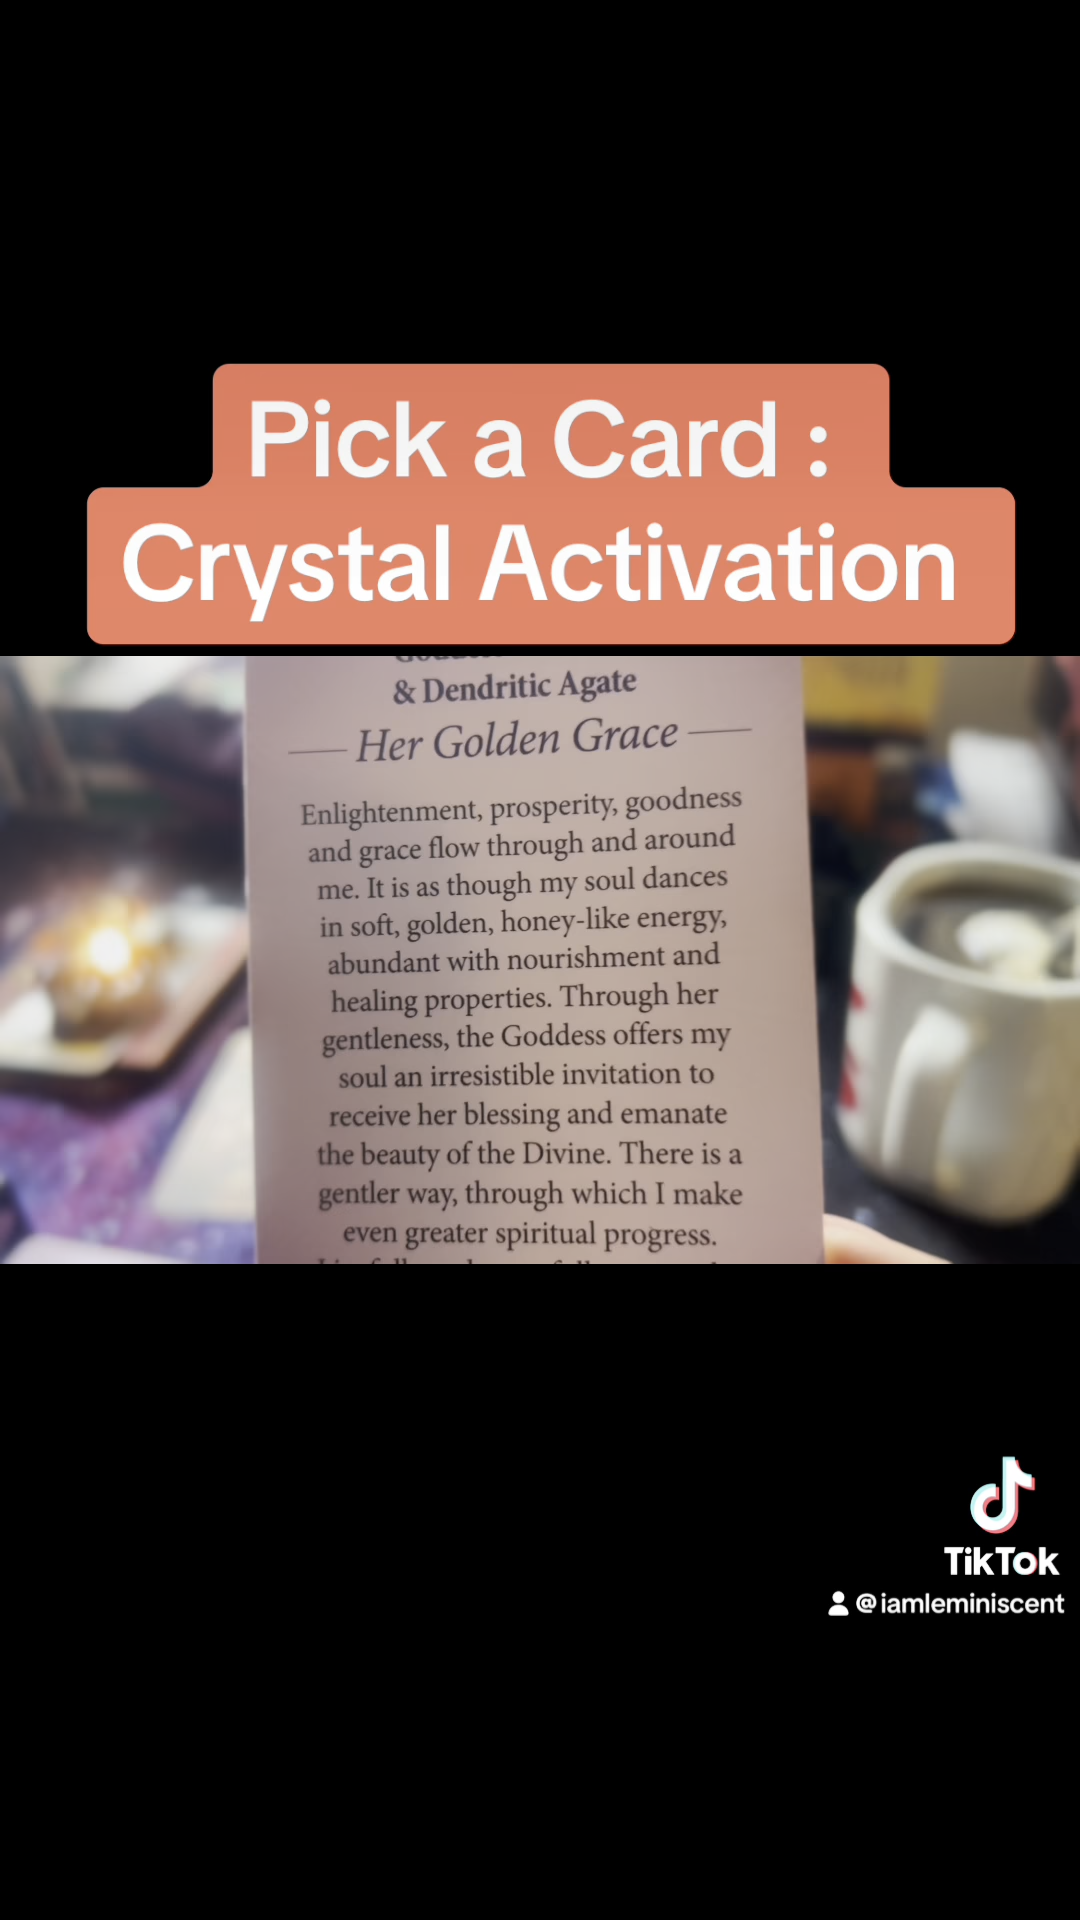 Pick a Card :
Crystal Activation
& Dendritic Agate
Her Golden Grace
Enlightenment, prosperity, goodness
and grace flow through and around
me. It is as though my soul dances
in soft, golden, honey-like energy,
abundant with nourishment and
healing properties. Through her
gentleness, the Goddess offers my
soul an irresistible invitation to
receive her blessing and emanate
the beauty of the Divine. There is a
gentler way, through which I make
even greater spiritual progress.
TikTok
@iamleminiscent